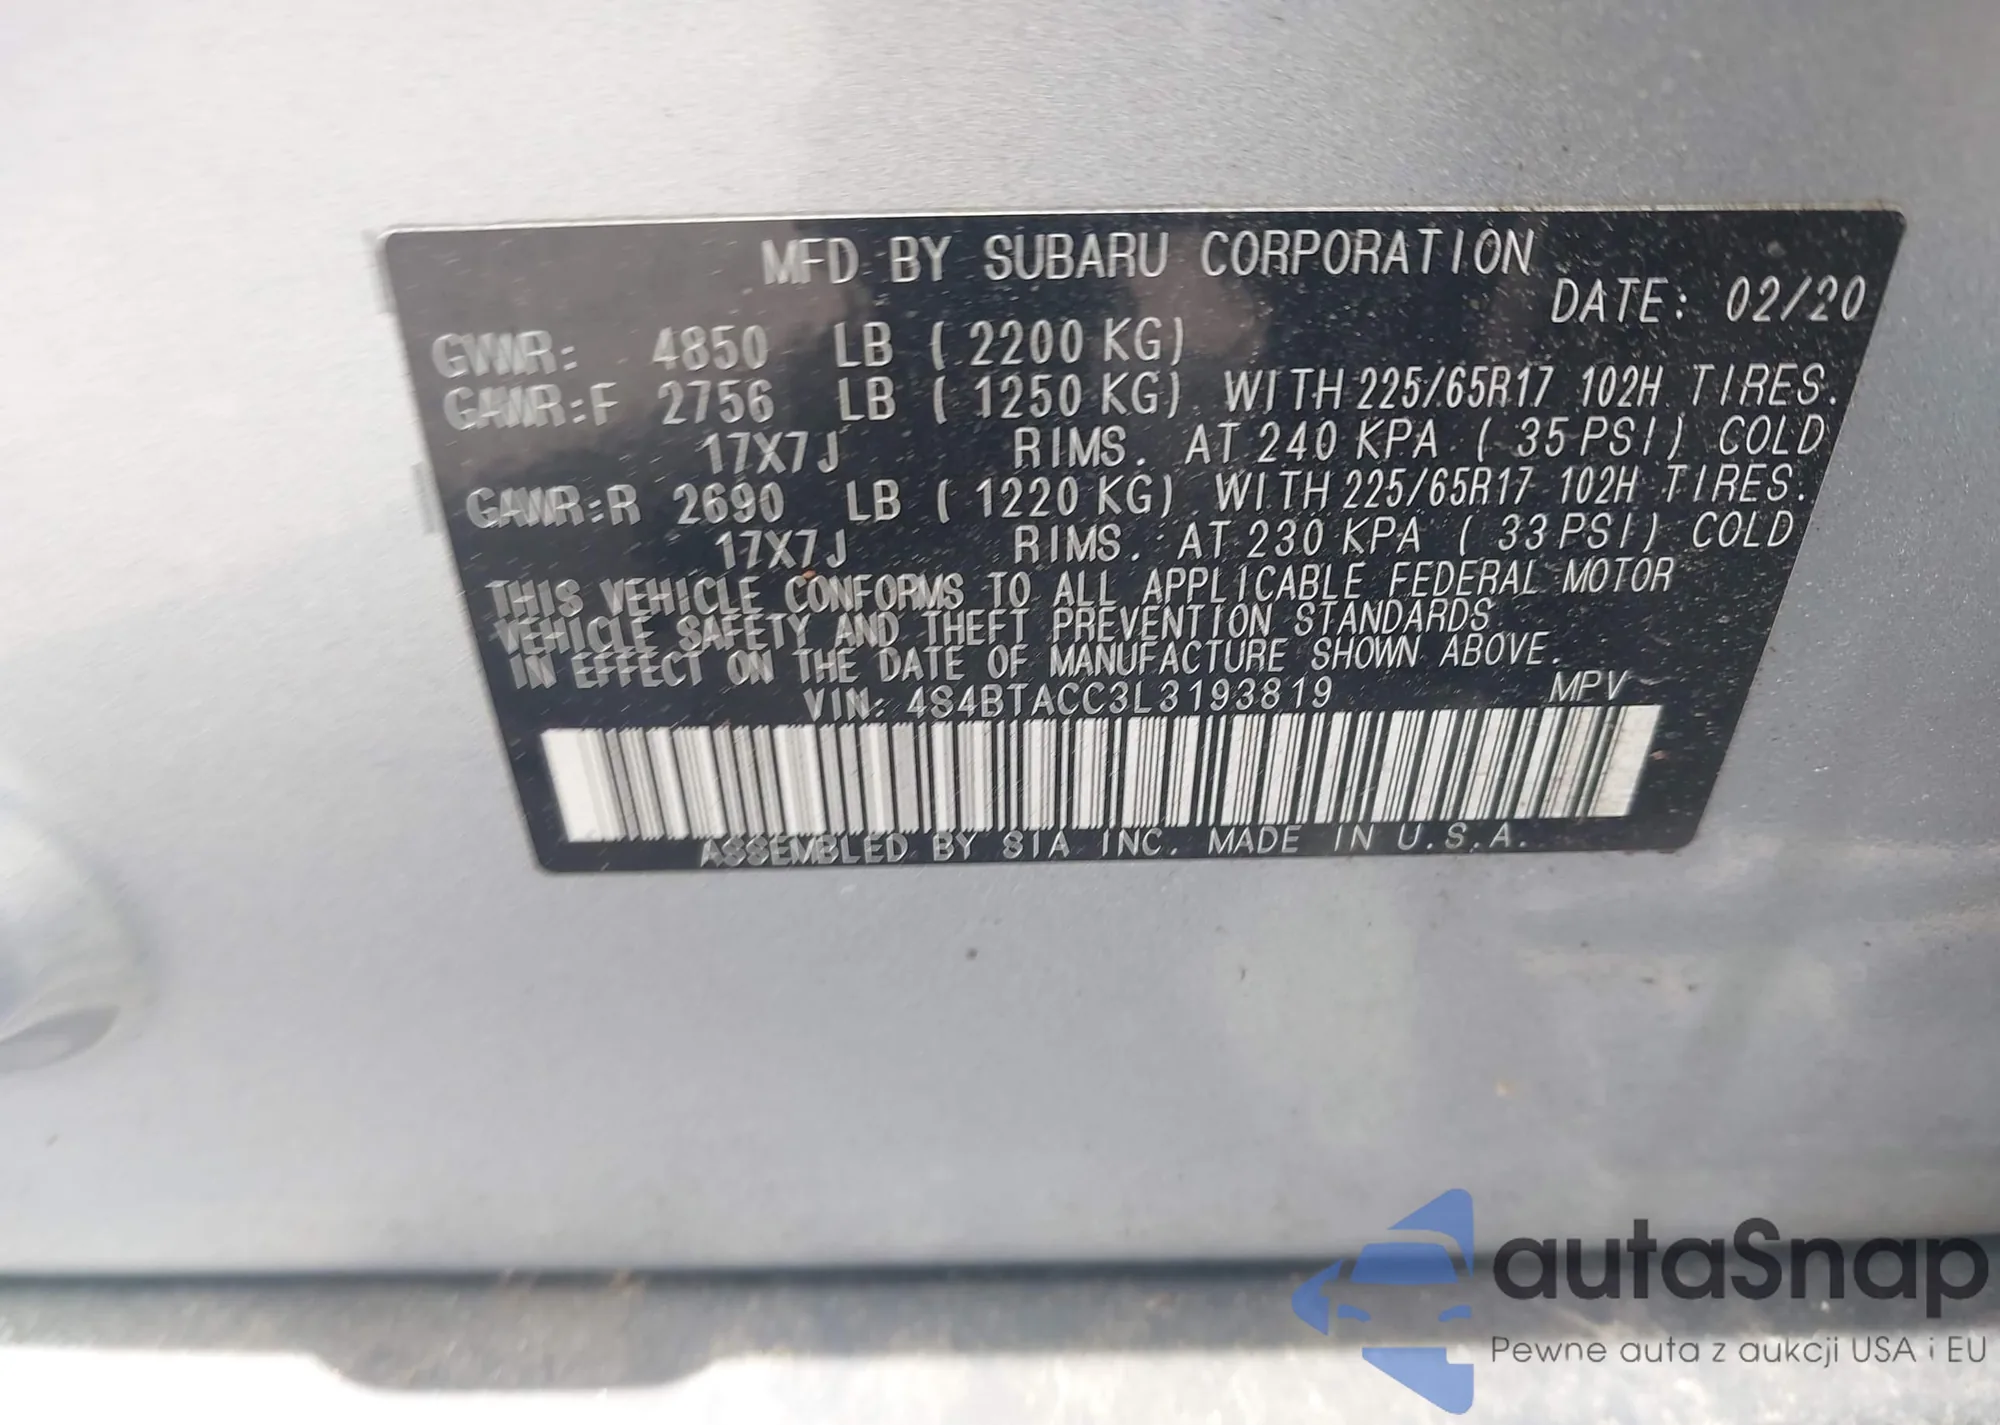 MFD BY SUBARU CORPORATION
DATE: 02/20
GVWR: 4850 LB ( 2200 KG)
GAWR:F 2756 LB ( 1250 KG) WITH 225/65R17 102H TIRES.
17X7J RIMS. AT 240 KPA ( 35 PSI) COLD
GAWR:R 2690 LB ( 1220 KG) WITH 225/65R17 102H TIRES.
17X7J RIMS. AT 230 KPA ( 33 PSI) COLD
THIS VEHICLE CONFORMS TO ALL APPLICABLE FEDERAL MOTOR
VEHICLE SAFETY AND THEFT PREVENTION STANDARDS
IN EFFECT ON THE DATE OF MANUFACTURE SHOWN ABOVE.
VIN: 4S4BTACC3L3193819 MPV
ASSEMBLED BY SIA INC. MADE IN U.S.A.
autaSnap
Pewne auta z aukcji USA i EU